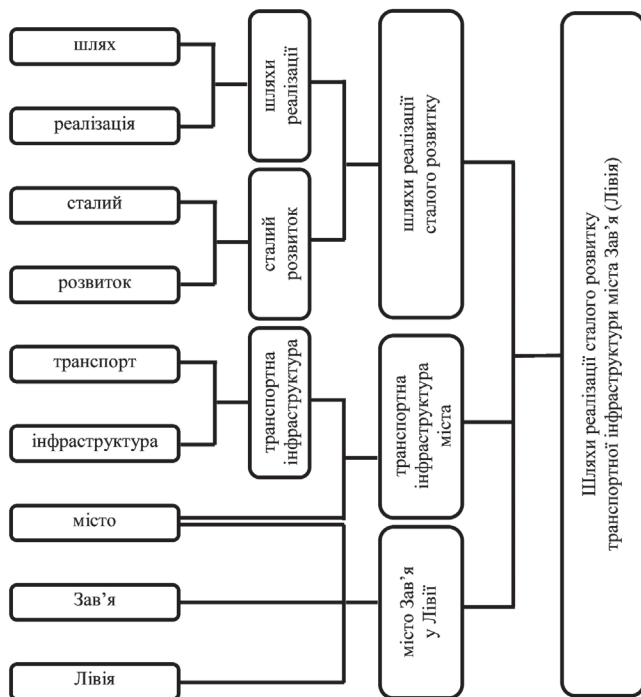 шлях
реалізація
сталий
розвиток
транспорт
інфраструктура
місто
Зав’я
Лівія
шляхи
реалізації
сталий
розвиток
транспортна
інфраструктура
шляхи реалізації
сталого розвитку
транспортна
інфраструктура
міста
місто Зав’я
у Лівії
Шляхи реалізації сталого розвитку
транспортної інфраструктури міста Зав’я (Лівія)